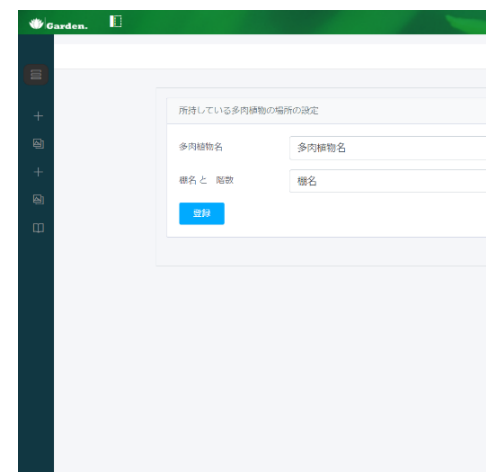 Garden.
所持している多肉植物の場所の設定
多肉植物名 多肉植物名
棚名と 階数 棚名
登録